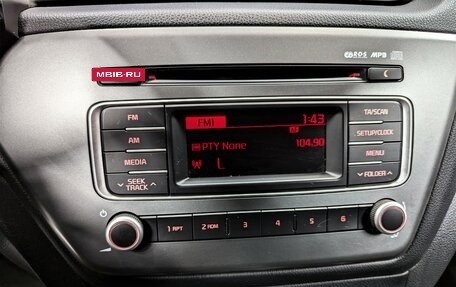 RDS MP3
MBIB.RU
FM
AM
MEDIA
SEEK
TRACK
FM1 1:43
PTY None 104.90
L
TA/SCAN
SETUP/CLOCK
MENU
FOLDER
1 RPT 2 RDM 3 4 5 6